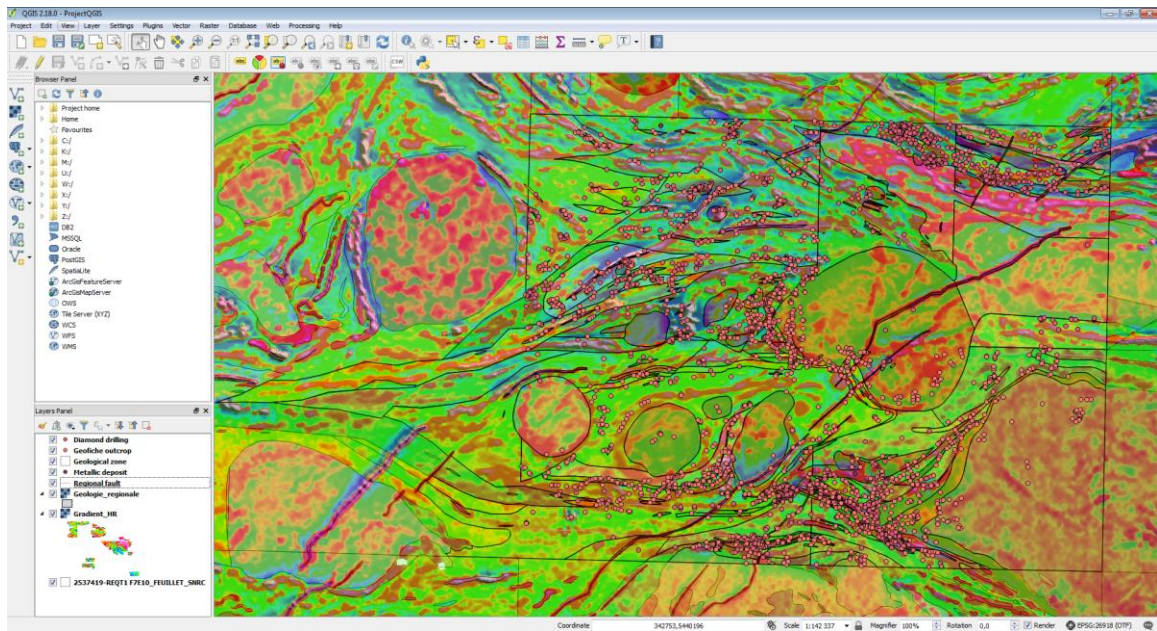 QGIS 2.18.0 - ProjectQGIS
Project Edit View Layer Settings Plugins Vector Raster Database Web Processing Help
CSW
Browser Panel
Project home
Home
Favourites
C:/
K:/
M:/
U:/
W:/
X:/
Y:/
Z:/
DB2
MSSQL
Oracle
PostGIS
SpatiaLite
ArcGisFeatureServer
ArcGisMapServer
OWS
Tile Server (XYZ)
WCS
WFS
WMS
Layers Panel
Diamond drilling
Geofiche outcrop
Geological zone
Metallic deposit
Regional fault
Geologie_regionale
Gradient_HR
2537419-REQT1 F7E10_FEUILLET_SNRC
Coordinate 342753,5440196 Scale 1:142 337 Magnifier 100% Rotation 0,0 Render EPSG:26918 (OTF)